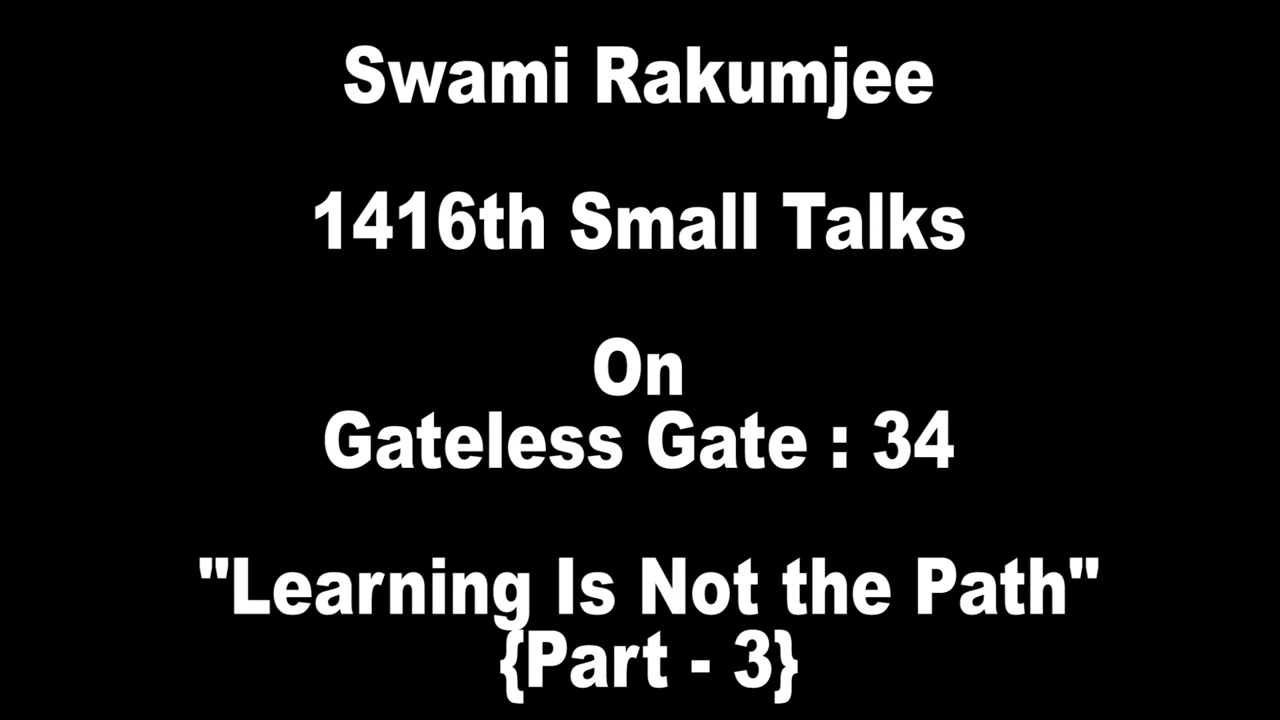 Swami Rakumjee
1416th Small Talks
On
Gateless Gate : 34
"Learning Is Not the Path"
{Part - 3}